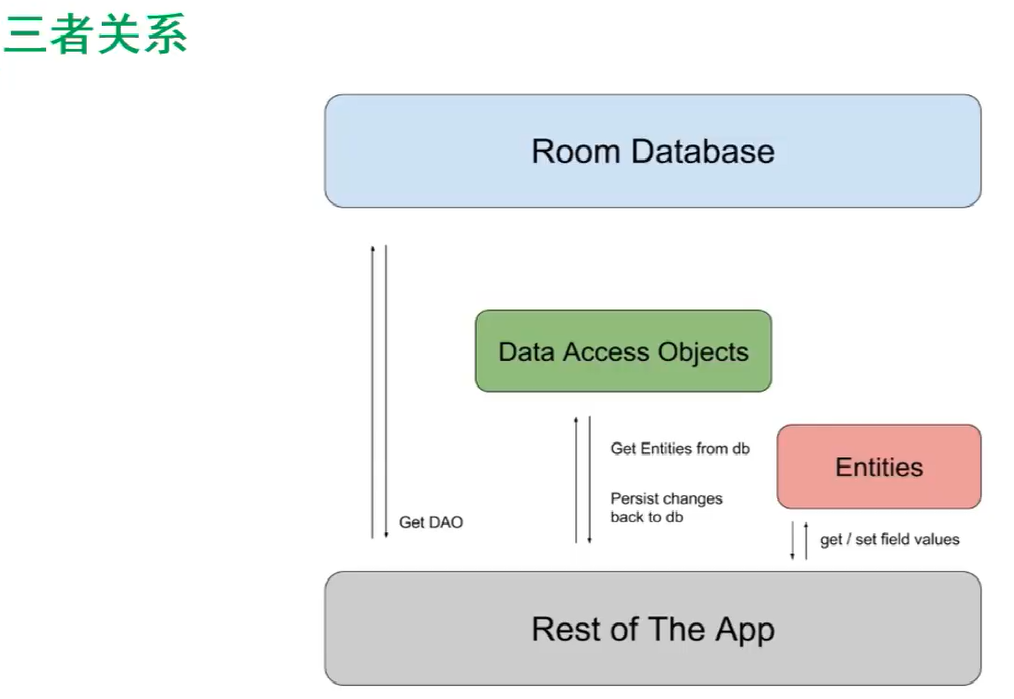 三者关系
Room Database
Data Access Objects
Get Entities from db
Entities
Persist changes
back to db
Get DAO
get / set field values
Rest of The App